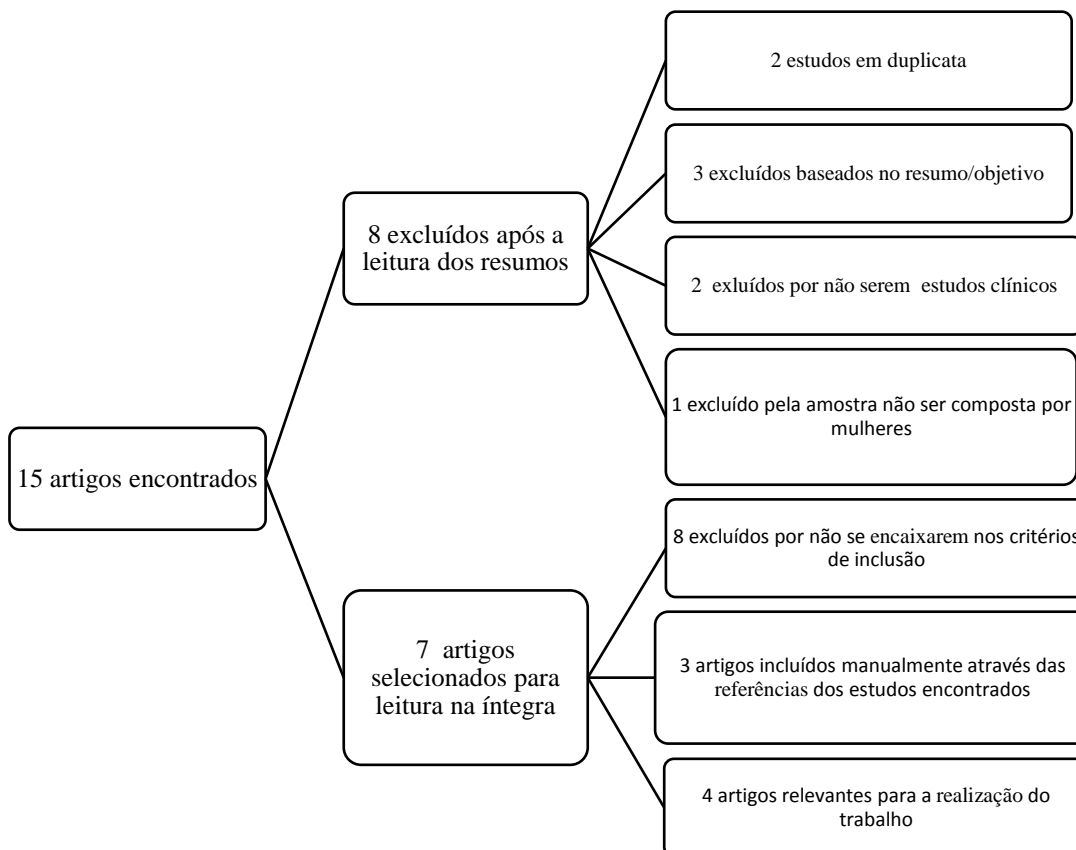 15 artigos encontrados
8 excluídos após a
leitura dos resumos
2 estudos em duplicata
3 excluídos baseados no resumo/objetivo
2 exluídos por não serem estudos clínicos
1 excluído pela amostra não ser composta por
mulheres
7 artigos
selecionados para
leitura na íntegra
8 excluídos por não se encaixarem nos critérios
de inclusão
3 artigos incluídos manualmente através das
referências dos estudos encontrados
4 artigos relevantes para a realização do
trabalho